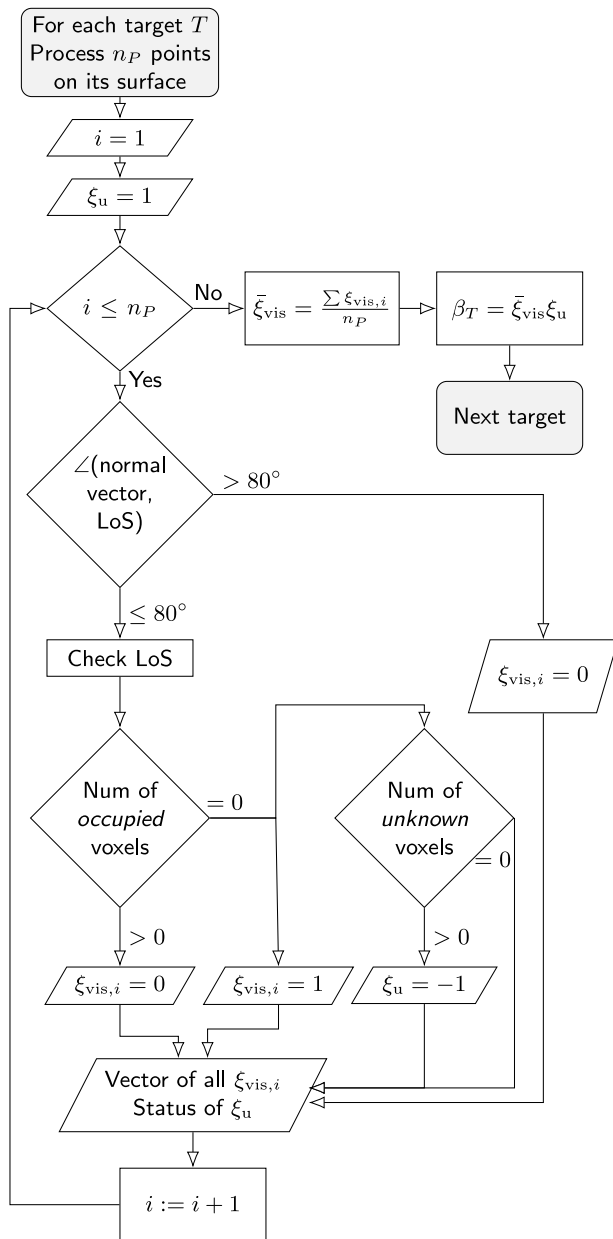 For each target T
Process n_P points
on its surface
i = 1
ξ_u = 1
i ≤ n_P
No
ξ̄_vis = ∑ ξ_vis,i / n_P
β_T = ξ̄_vis ξ_u
Yes
Next target
∠(normal
vector,
LoS)
> 80°
≤ 80°
Check LoS
ξ_vis,i = 0
Num of
occupied
voxels
= 0
Num of
unknown
voxels
= 0
> 0
> 0
ξ_vis,i = 0
ξ_vis,i = 1
ξ_u = −1
Vector of all ξ_vis,i
Status of ξ_u
i := i + 1